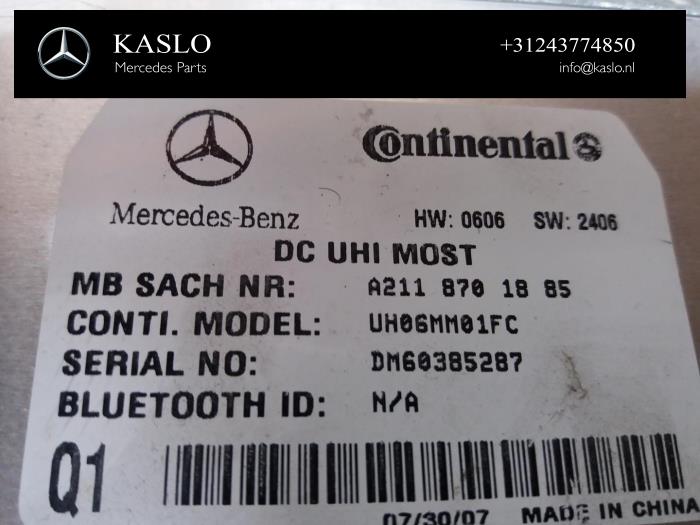 KASLO +31243774850
Mercedes Parts info@kaslo.nl
Continental
Mercedes-Benz HW: 0606 SW: 2406
DC UHI MOST
MB SACH NR: A211 870 18 85
CONTI. MODEL: UH06MM01FC
SERIAL NO: DM60385287
BLUETOOTH ID: N/A
Q1
07/30/07 MADE IN CHINA